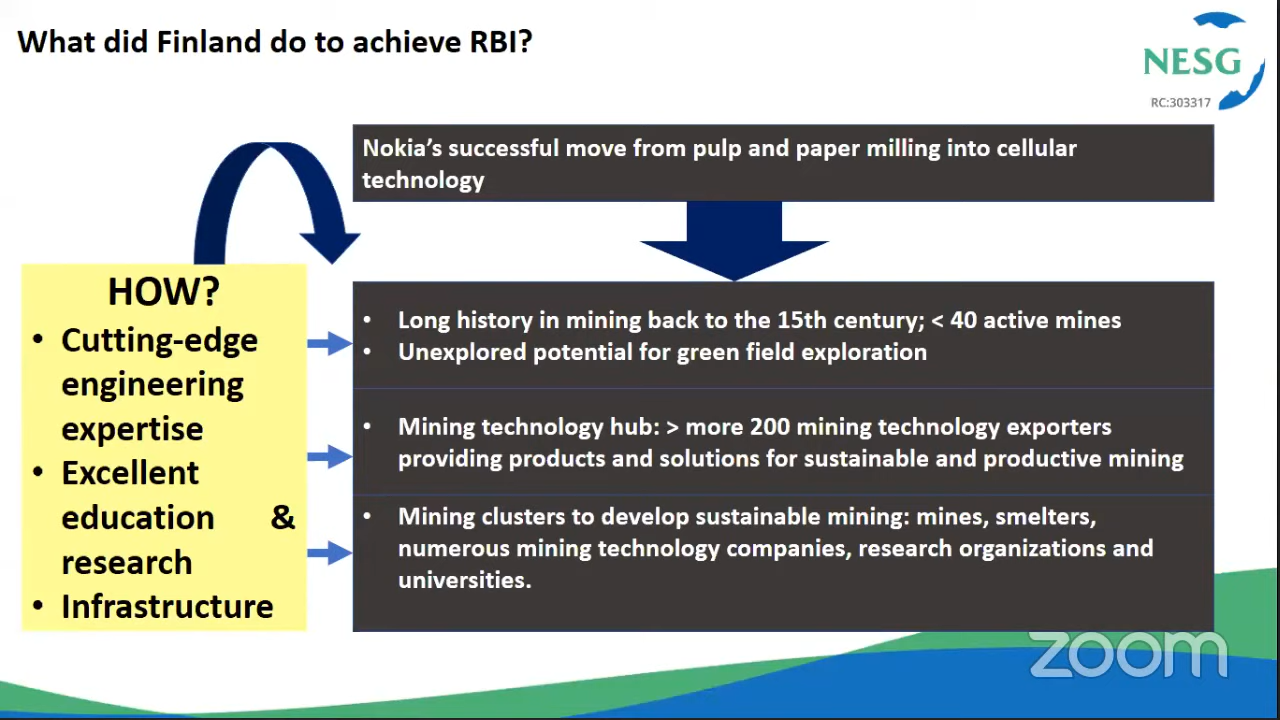 What did Finland do to achieve RBI?
NESG
RC:303317
Nokia's successful move from pulp and paper milling into cellular
technology
HOW?
• Cutting-edge
engineering
expertise
• Excellent
education &
research
• Infrastructure
• Long history in mining back to the 15th century; < 40 active mines
• Unexplored potential for green field exploration
• Mining technology hub: > more 200 mining technology exporters
providing products and solutions for sustainable and productive mining
• Mining clusters to develop sustainable mining: mines, smelters,
numerous mining technology companies, research organizations and
universities.
zoom